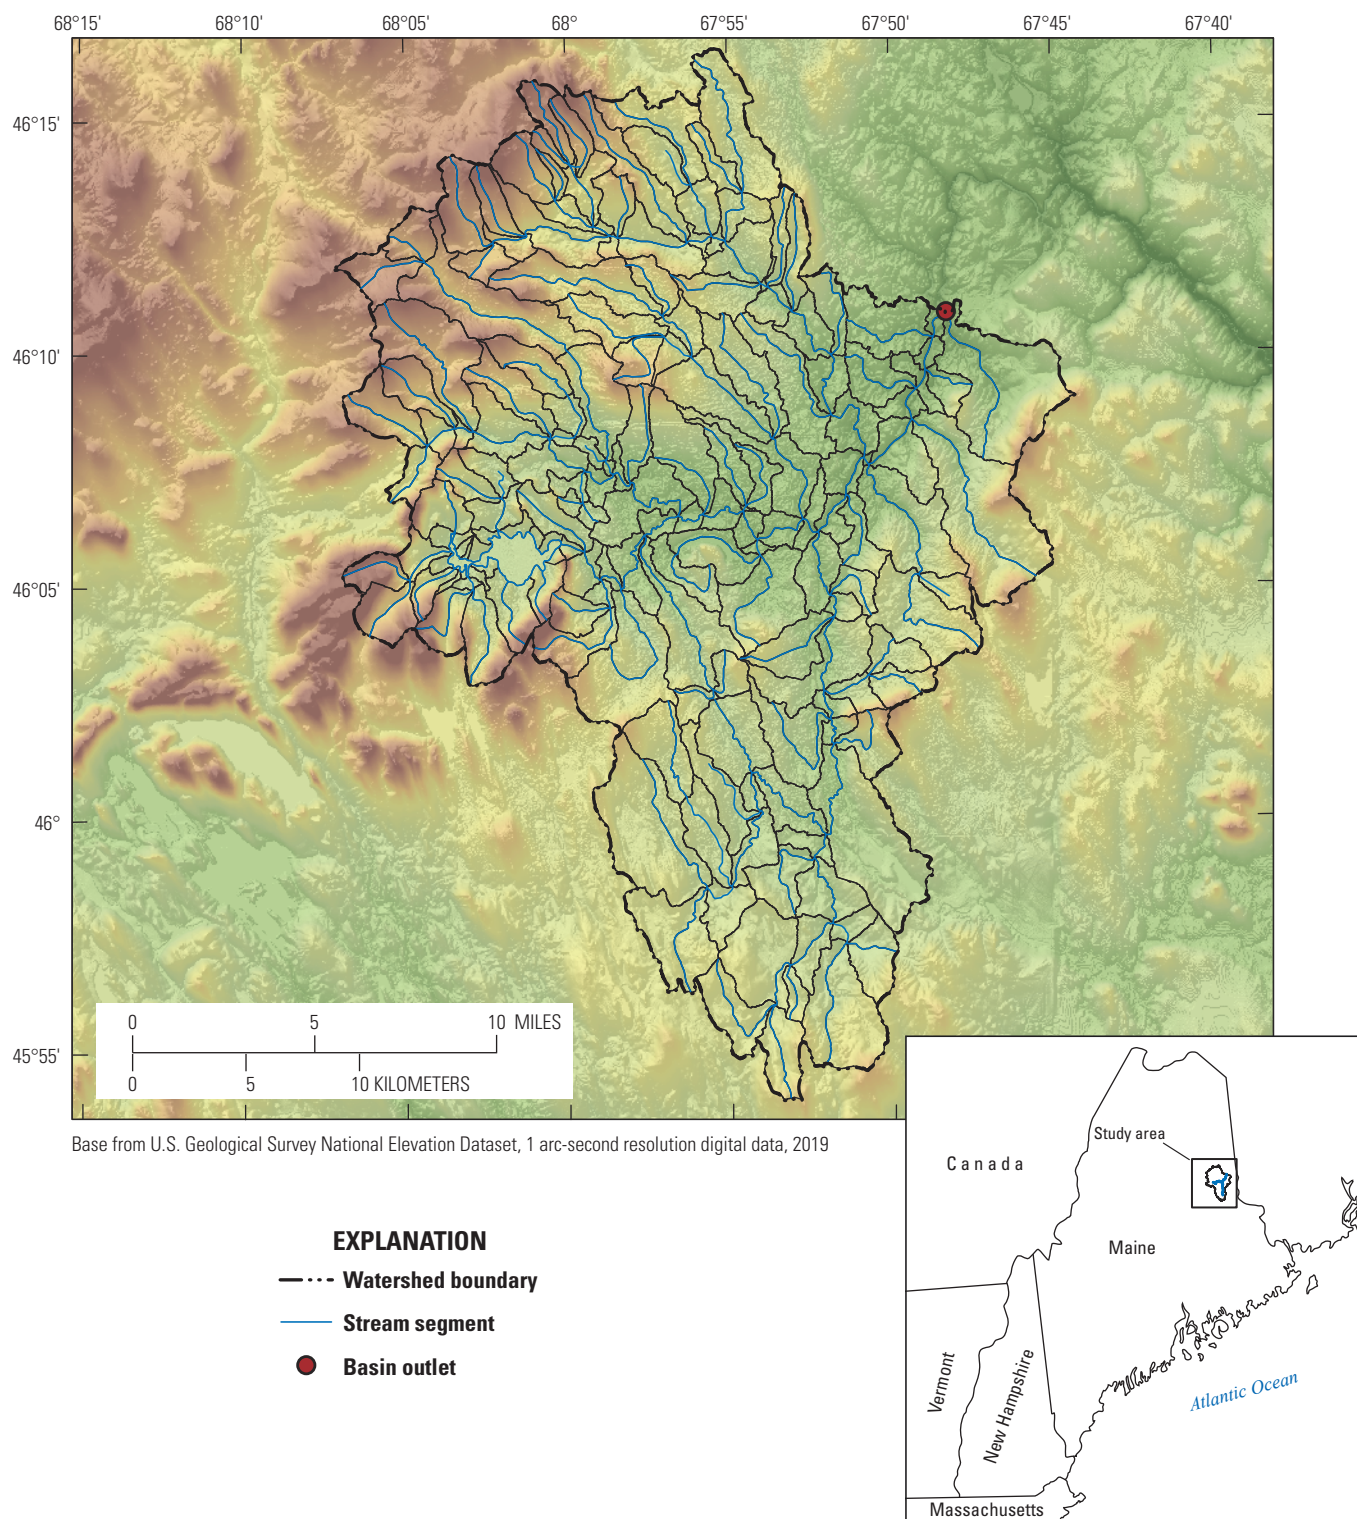 68°15' 68°10' 68°05' 68° 67°55' 67°50' 67°45' 67°40'
46°15'
46°10'
46°05'
46°
45°55'
0 5 10 MILES
0 5 10 KILOMETERS
Base from U.S. Geological Survey National Elevation Dataset, 1 arc-second resolution digital data, 2019
EXPLANATION
Watershed boundary
Stream segment
Basin outlet
Study area
Canada
Maine
Vermont
New Hampshire
Atlantic Ocean
Massachusetts